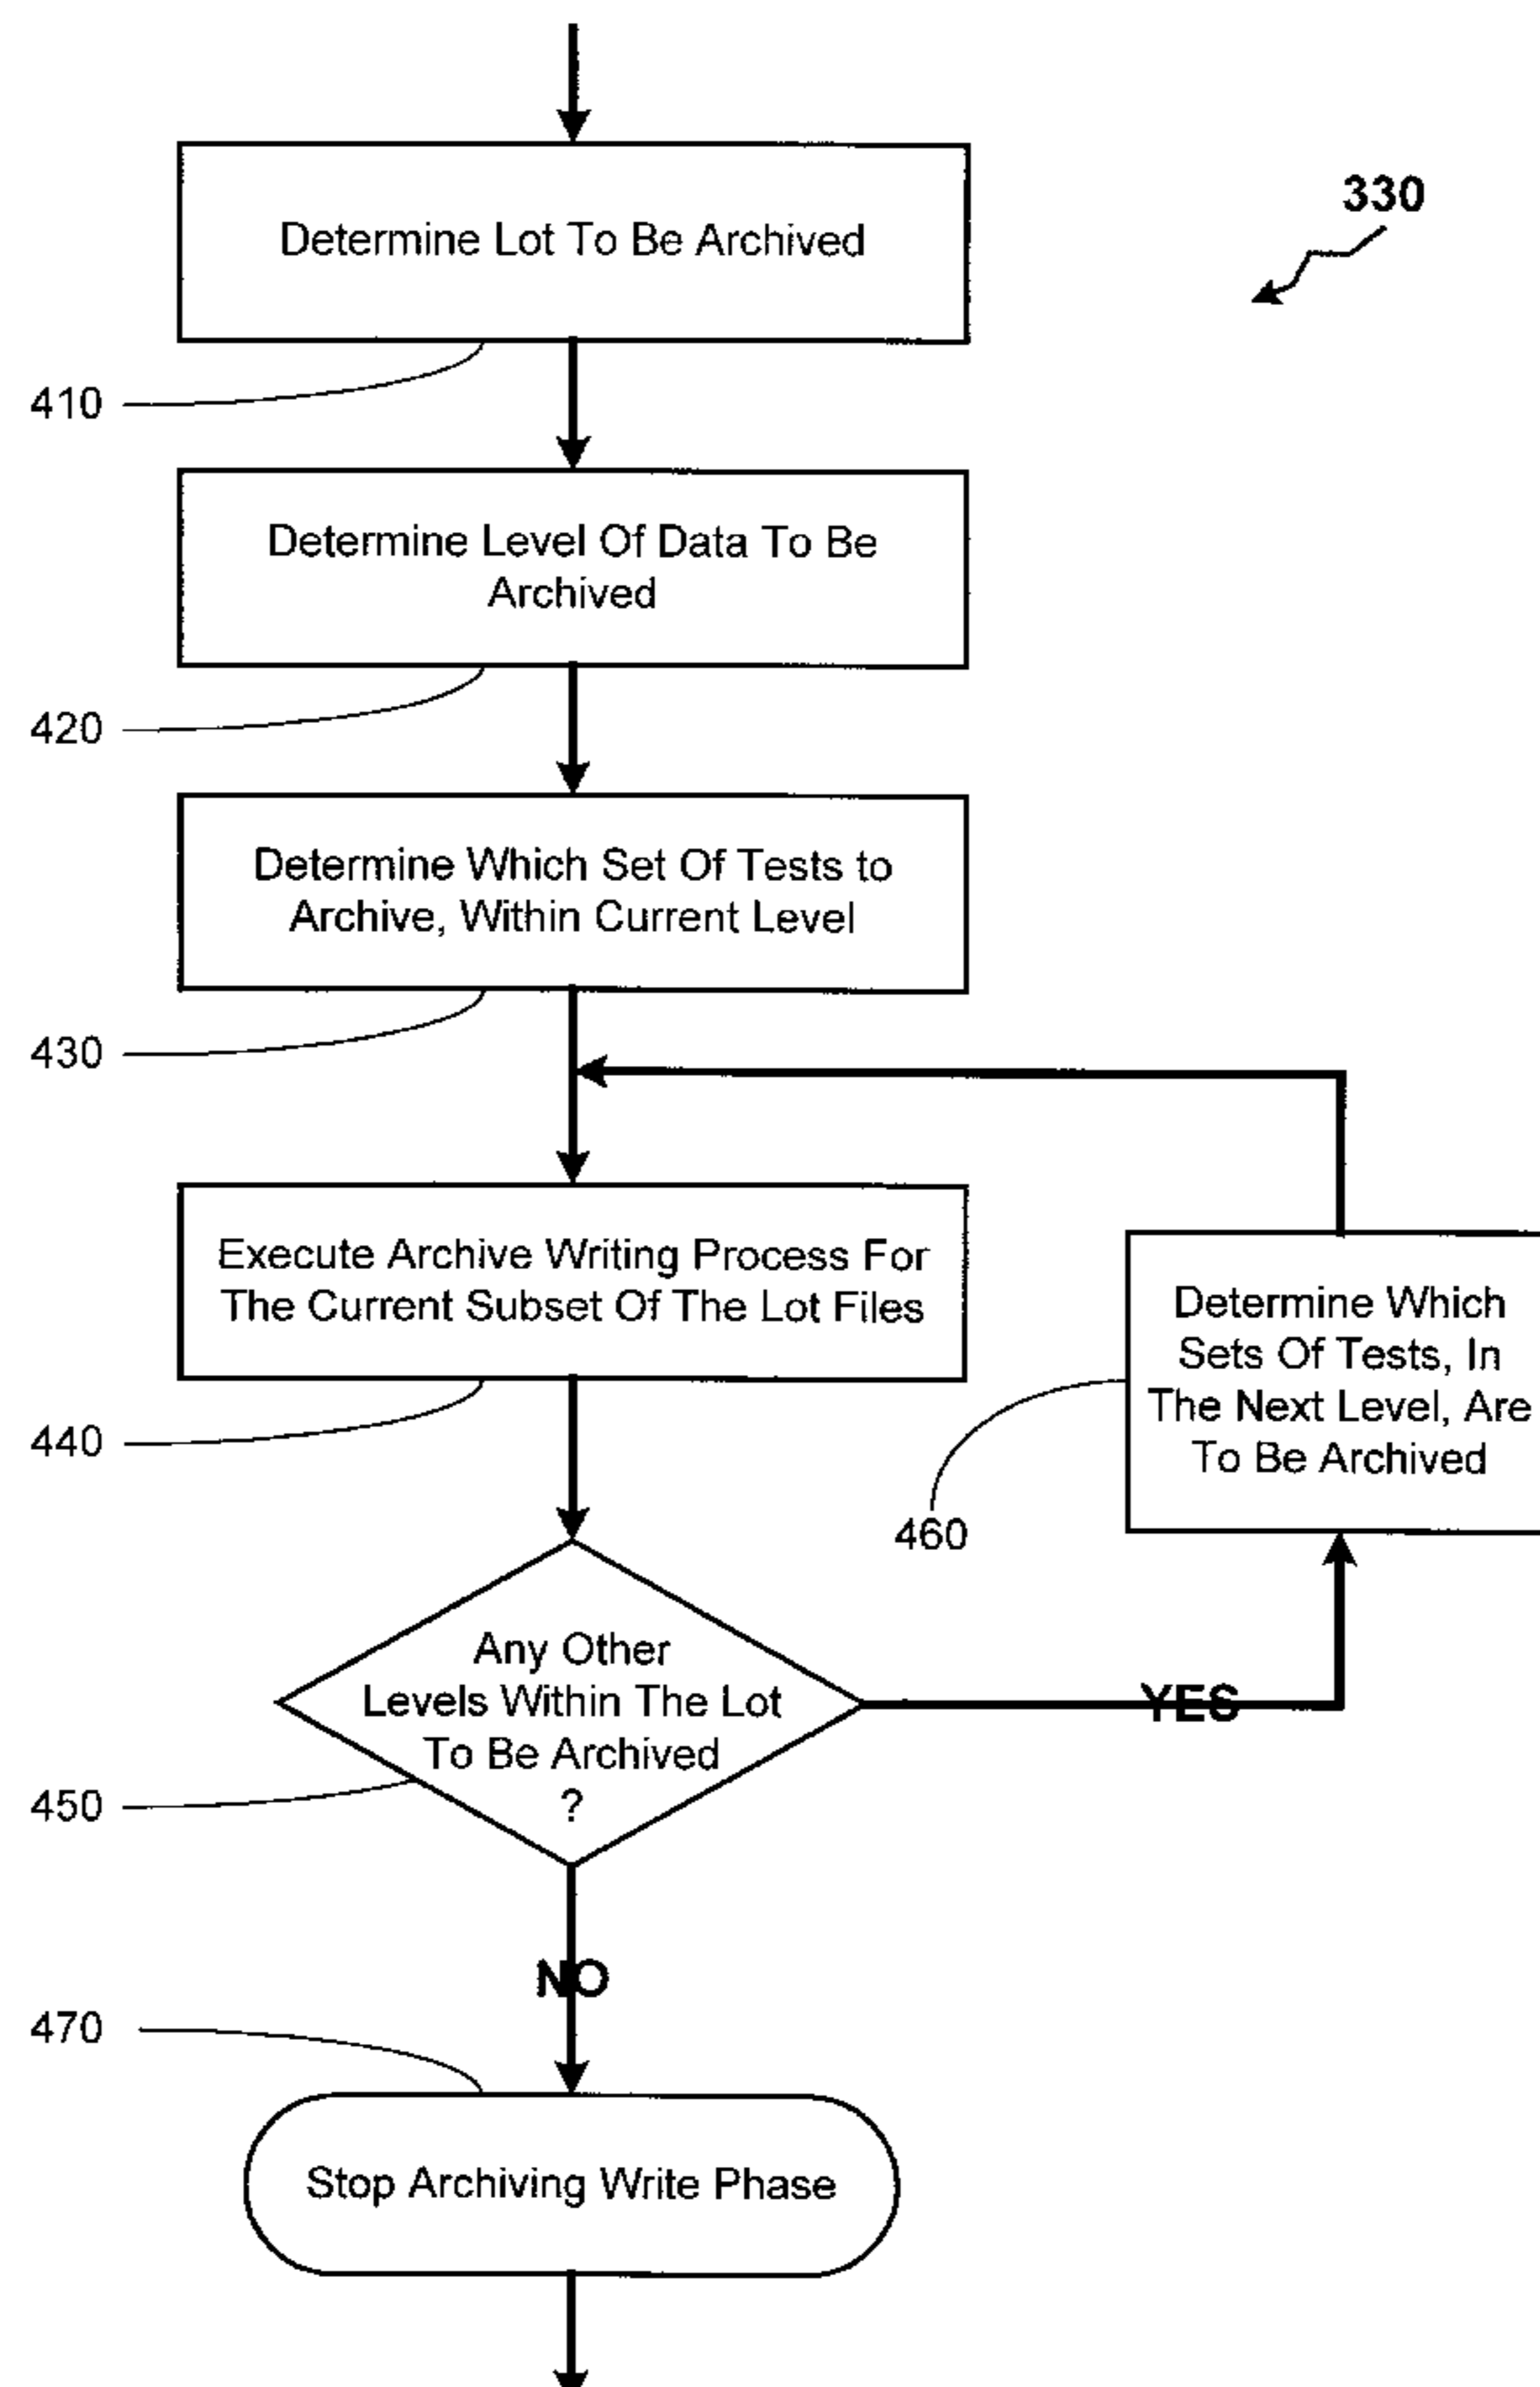 330
Determine Lot To Be Archived
410
Determine Level Of Data To Be
Archived
420
Determine Which Set Of Tests to
Archive, Within Current Level
430
Execute Archive Writing Process For
The Current Subset Of The Lot Files
440
Determine Which
Sets Of Tests, In
The Next Level, Are
To Be Archived
460
Any Other
Levels Within The Lot
To Be Archived
?
YES
450
NO
470
Stop Archiving Write Phase